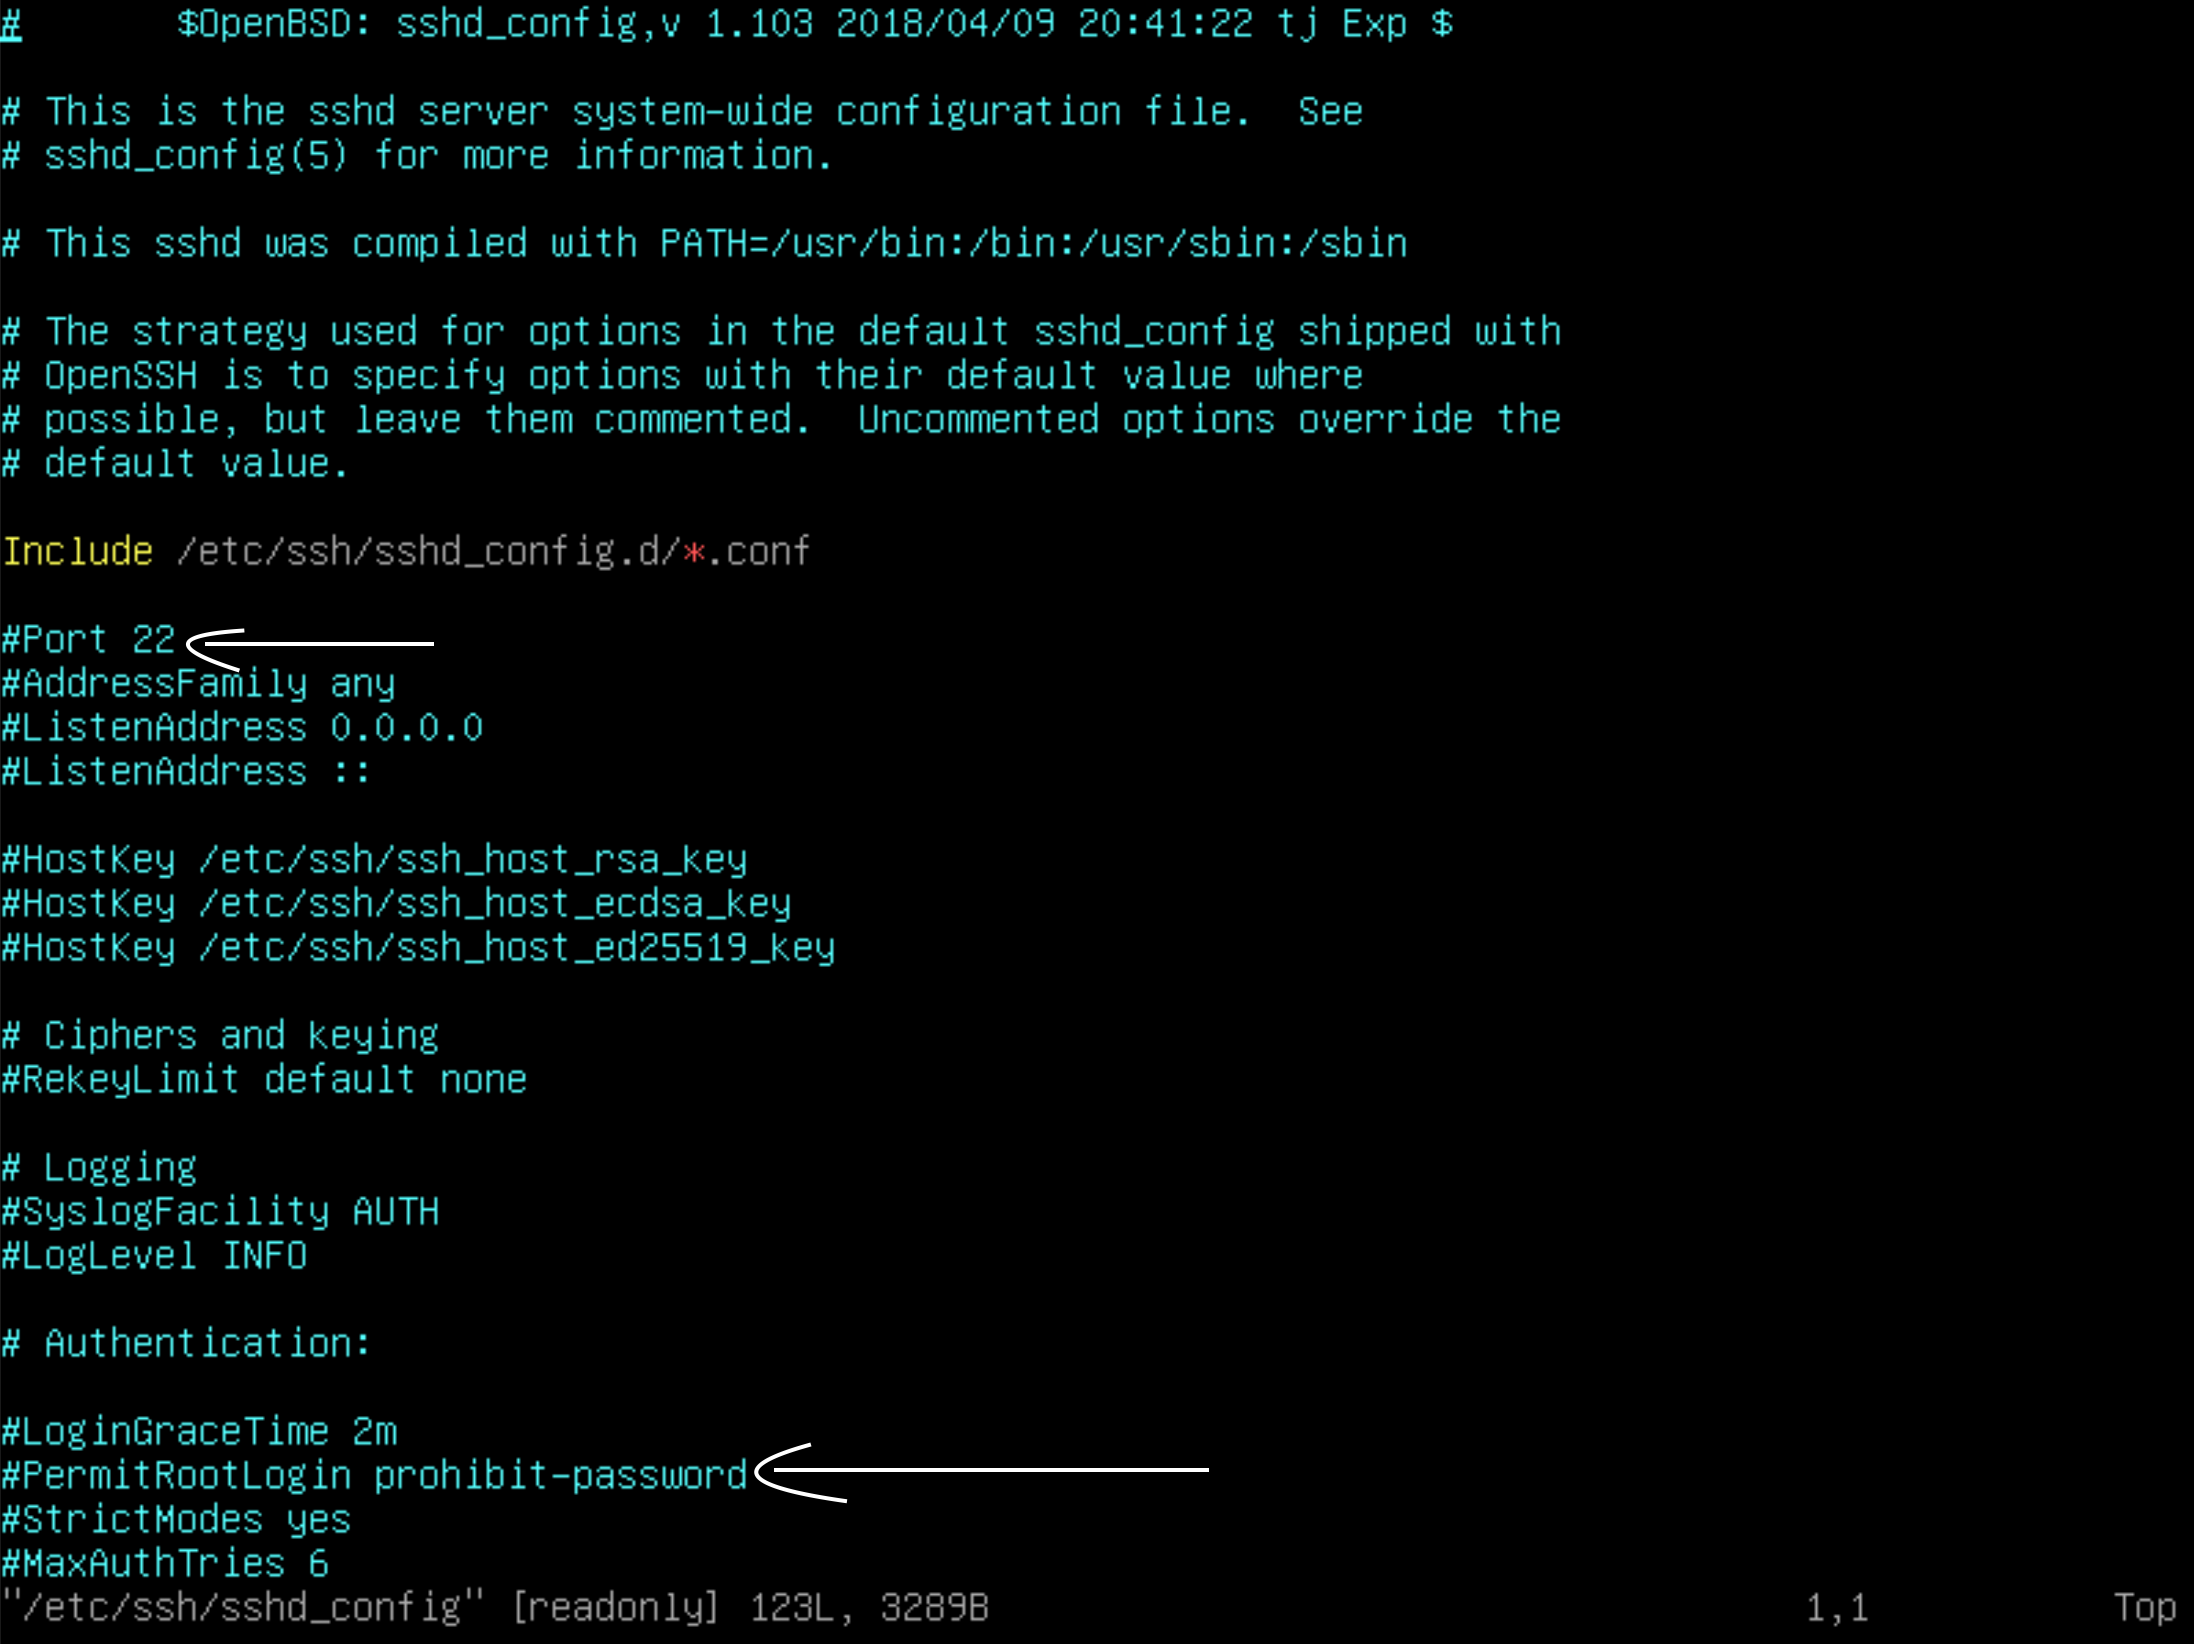 #       $OpenBSD: sshd_config,v 1.103 2018/04/09 20:41:22 tj Exp $
# This is the sshd server system-wide configuration file.  See
# sshd_config(5) for more information.
# This sshd was compiled with PATH=/usr/bin:/bin:/usr/sbin:/sbin
# The strategy used for options in the default sshd_config shipped with
# OpenSSH is to specify options with their default value where
# possible, but leave them commented.  Uncommented options override the
# default value.
Include /etc/ssh/sshd_config.d/*.conf
#Port 22
#AddressFamily any
#ListenAddress 0.0.0.0
#ListenAddress ::
#HostKey /etc/ssh/ssh_host_rsa_key
#HostKey /etc/ssh/ssh_host_ecdsa_key
#HostKey /etc/ssh/ssh_host_ed25519_key
# Ciphers and keying
#RekeyLimit default none
# Logging
#SyslogFacility AUTH
#LogLevel INFO
# Authentication:
#LoginGraceTime 2m
#PermitRootLogin prohibit-password
#StrictModes yes
#MaxAuthTries 6
"/etc/ssh/sshd_config" [readonly] 123L, 3289B 1,1 Top